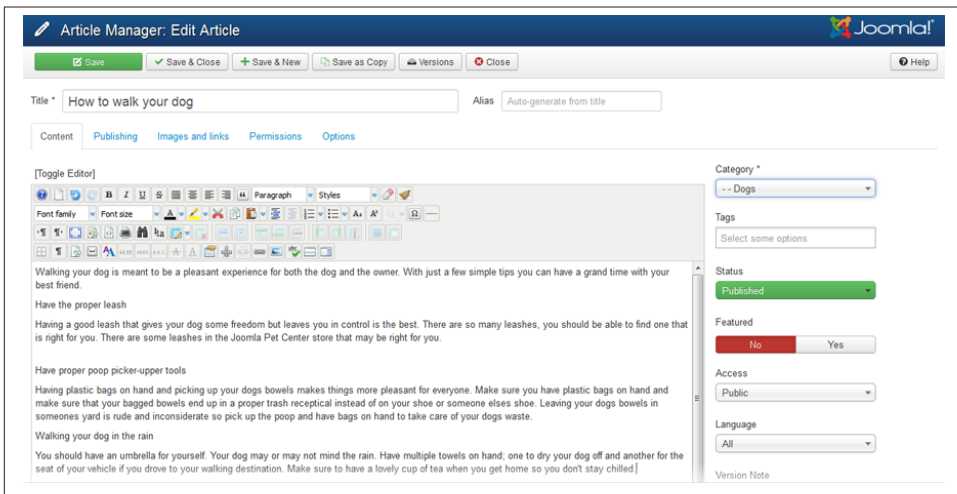 Article Manager: Edit Article
Joomla!
Save
Save & Close
Save & New
Save as Copy
Versions
Close
Help
Title *
How to walk your dog
Alias
Auto-generate from title
Content
Publishing
Images and links
Permissions
Options
[Toggle Editor]
Paragraph
Styles
Font family
Font size
Walking your dog is meant to be a pleasant experience for both the dog and the owner. With just a few simple tips you can have a grand time with your
best friend.
Have the proper leash
Having a good leash that gives your dog some freedom but leaves you in control is the best. There are so many leashes, you should be able to find one that
is right for you. There are some leashes in the Joomla Pet Center store that may be right for you.
Have proper poop picker-upper tools
Having plastic bags on hand and picking up your dogs bowels makes things more pleasant for everyone. Make sure you have plastic bags on hand and
make sure that your bagged bowels end up in a proper trash receptical instead of on your shoe or someone elses shoe. Leaving your dogs bowels in
someones yard is rude and inconsiderate so pick up the poop and have bags on hand to take care of your dogs waste.
Walking your dog in the rain
You should have an umbrella for yourself. Your dog may or may not mind the rain. Have multiple towels on hand; one to dry your dog off and another for the
seat of your vehicle if you drove to your walking destination. Make sure to have a lovely cup of tea when you get home so you don't stay chilled.
Category *
- - Dogs
Tags
Select some options
Status
Published
Featured
No
Yes
Access
Public
Language
All
Version Note